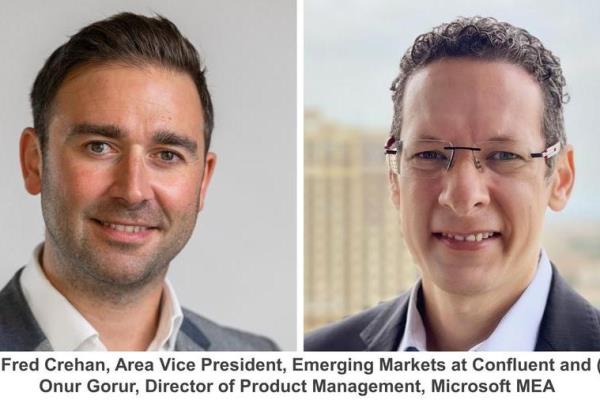 Fred Crehan, Area Vice President, Emerging Markets at Confluent and (
Onur Gorur, Director of Product Management, Microsoft MEA